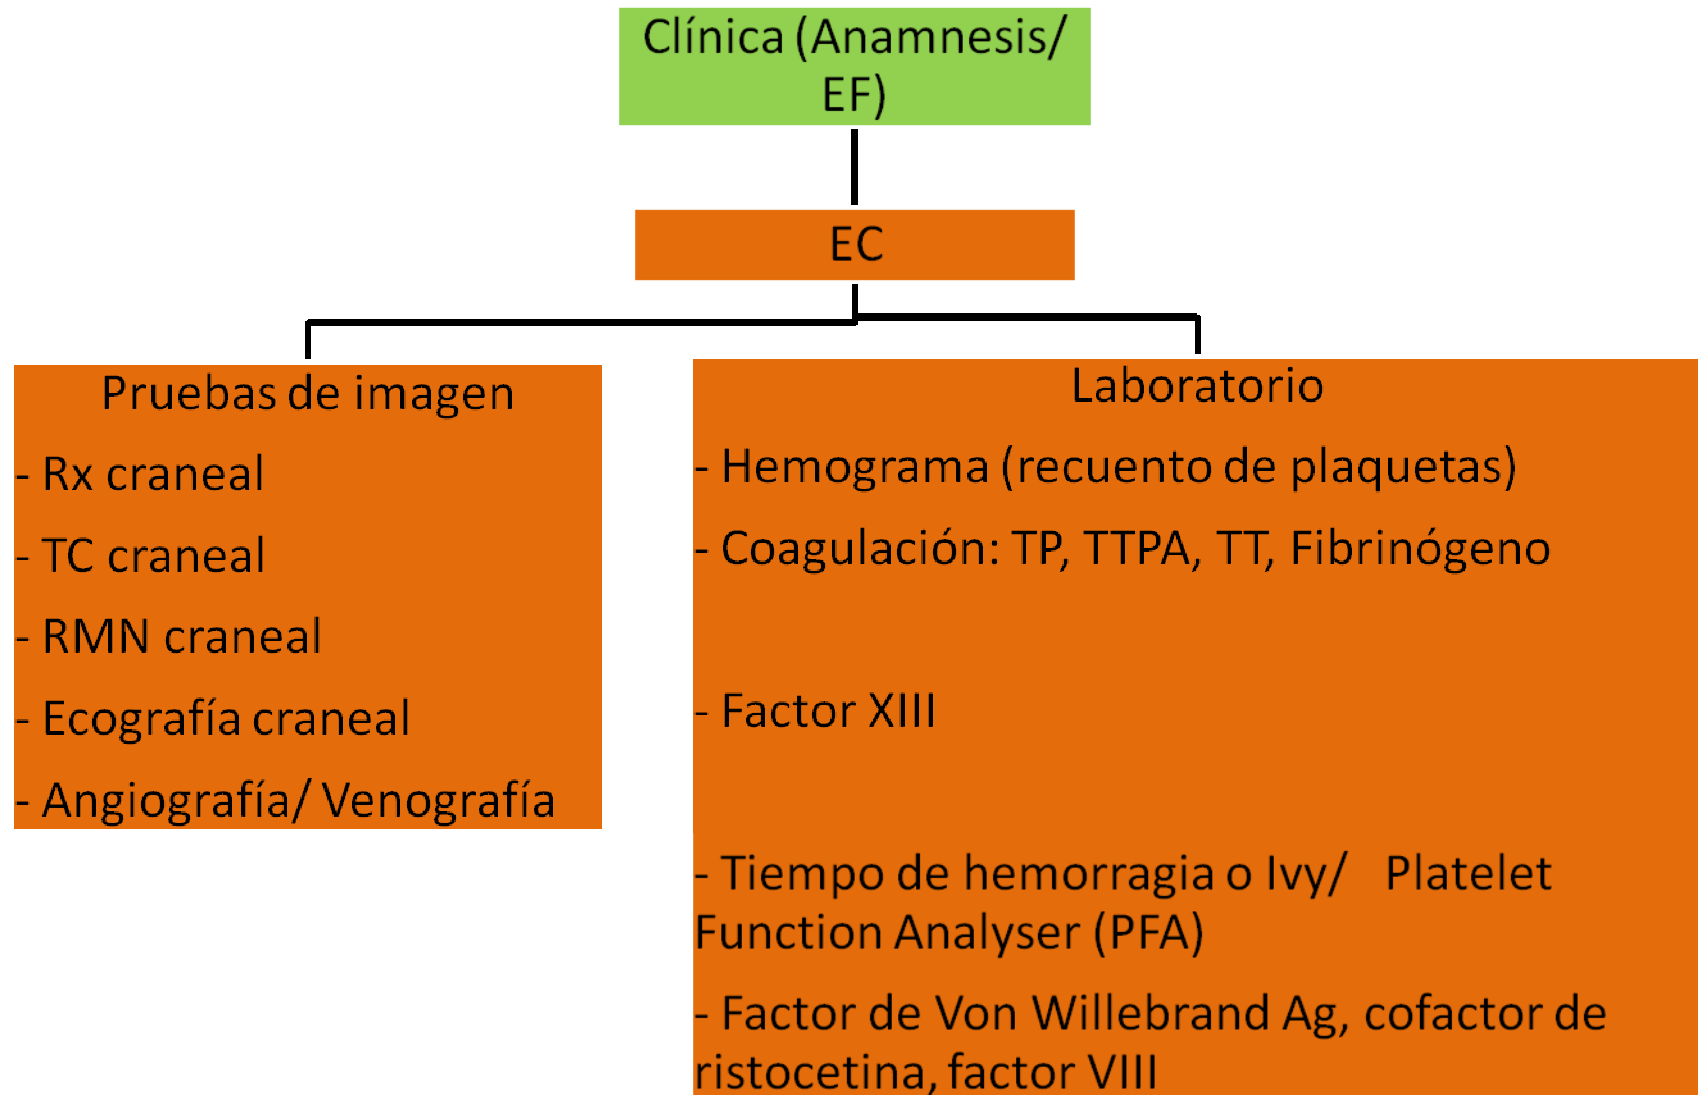 Clínica (Anamnesis/
EF)
EC
Pruebas de imagen
- Rx craneal
- TC craneal
- RMN craneal
- Ecografía craneal
- Angiografía/ Venografía
Laboratorio
- Hemograma (recuento de plaquetas)
- Coagulación: TP, TTPA, TT, Fibrinógeno
- Factor XIII
- Tiempo de hemorragia o Ivy/ Platelet
Function Analyser (PFA)
- Factor de Von Willebrand Ag, cofactor de
ristocetina, factor VIII